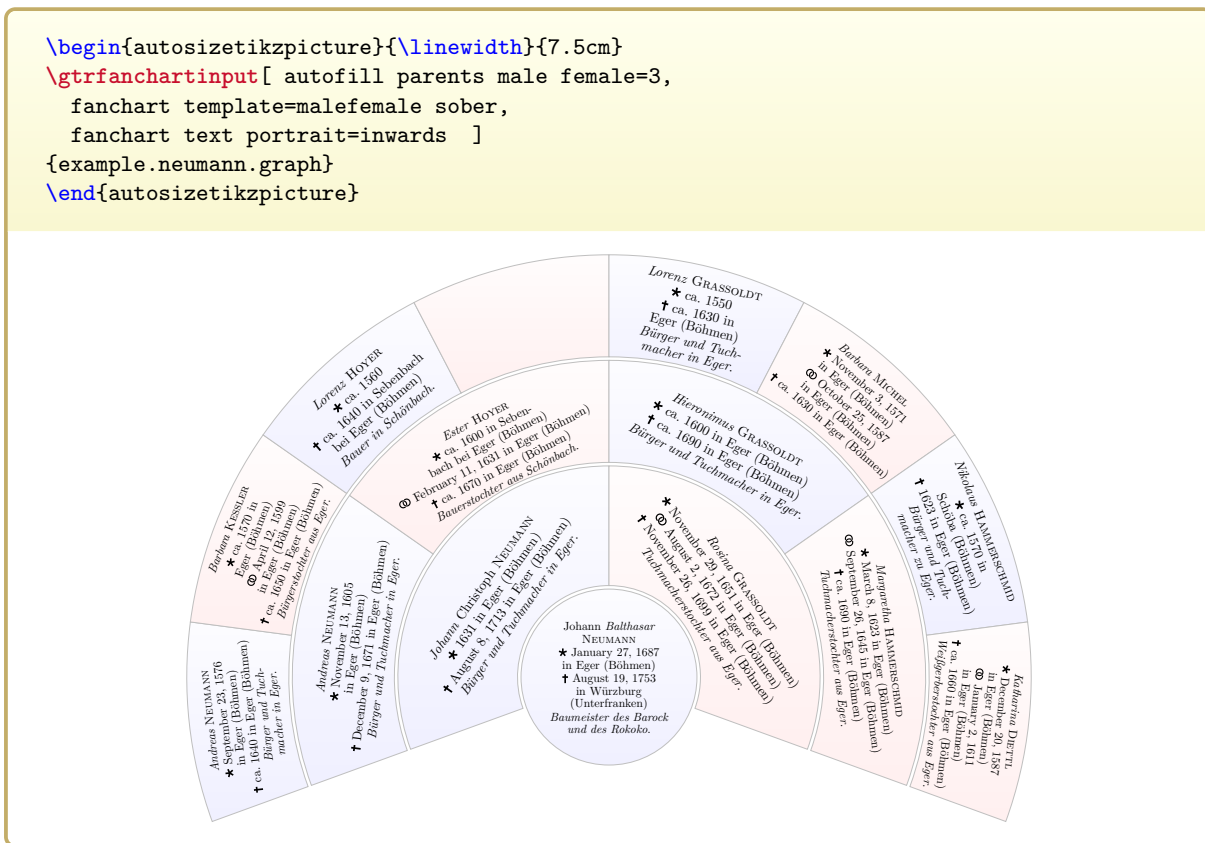 \begin{autosizetikzpicture}{\linewidth}{7.5cm}
\gtrfanchartinput[ autofill parents male female=3,
fanchart template=malefemale sober,
fanchart text portrait=inwards ]
{example.neumann.graph}
\end{autosizetikzpicture}
Andreas NEUMANN
★ September 23, 1576
in Eger (Böhmen)
† ca. 1640 in Eger (Böhmen)
Bürger und Tuch-
macher in Eger.
Barbara KESSLER
★ ca. 1570 in
Eger (Böhmen)
⚭ April 12, 1599
in Eger (Böhmen)
† ca. 1650 in Eger (Böhmen)
Bürgerstochter aus Eger.
Lorenz HOYER
★ ca. 1560
† ca. 1640 in Sebenbach
bei Eger (Böhmen)
Bauer in Schönbach.
Lorenz GRASSOLDT
★ ca. 1550
† ca. 1630 in
Eger (Böhmen)
Bürger und Tuch-
macher in Eger.
Barbara MICHEL
★ November 3, 1571
in Eger (Böhmen)
⚭ October 25, 1587
in Eger (Böhmen)
† ca. 1630 in Eger (Böhmen)
Nikolaus HAMMERSCHMID
★ ca. 1570 in
Schöba (Böhmen)
† 1623 in Eger (Böhmen)
Bürger und Tuch-
macher zu Eger.
Katharina DIETTL
★ December 20, 1587
in Eger (Böhmen)
⚭ January 2, 1611
in Eger (Böhmen)
† ca. 1660 in Eger (Böhmen)
Weißgerberstochter aus Eger.
Andreas NEUMANN
★ November 13, 1605
in Eger (Böhmen)
† December 9, 1671 in Eger (Böhmen)
Bürger und Tuchmacher in Eger.
Ester HOYER
★ ca. 1600 in Seben-
bach bei Eger (Böhmen)
⚭ February 11, 1631 in Eger (Böhmen)
† ca. 1670 in Eger (Böhmen)
Bauerstochter aus Schönbach.
Hieronimus GRASSOLDT
★ ca. 1600 in Eger (Böhmen)
† ca. 1690 in Eger (Böhmen)
Bürger und Tuchmacher in Eger.
Margaretha HAMMERSCHMID
★ March 8, 1623 in Eger (Böhmen)
⚭ September 26, 1645 in Eger (Böhmen)
† ca. 1690 in Eger (Böhmen)
Tuchmacherstochter aus Eger.
Johann Christoph NEUMANN
★ 1631 in Eger (Böhmen)
† August 8, 1713 in Eger (Böhmen)
Bürger und Tuchmacher in Eger.
Rosina GRASSOLDT
★ November 29, 1651 in Eger (Böhmen)
⚭ August 2, 1672 in Eger (Böhmen)
† November 26, 1699 in Eger (Böhmen)
Tuchmacherstochter aus Eger.
Johann Balthasar
NEUMANN
★ January 27, 1687
in Eger (Böhmen)
† August 19, 1753
in Würzburg
(Unterfranken)
Baumeister des Barock
und des Rokoko.